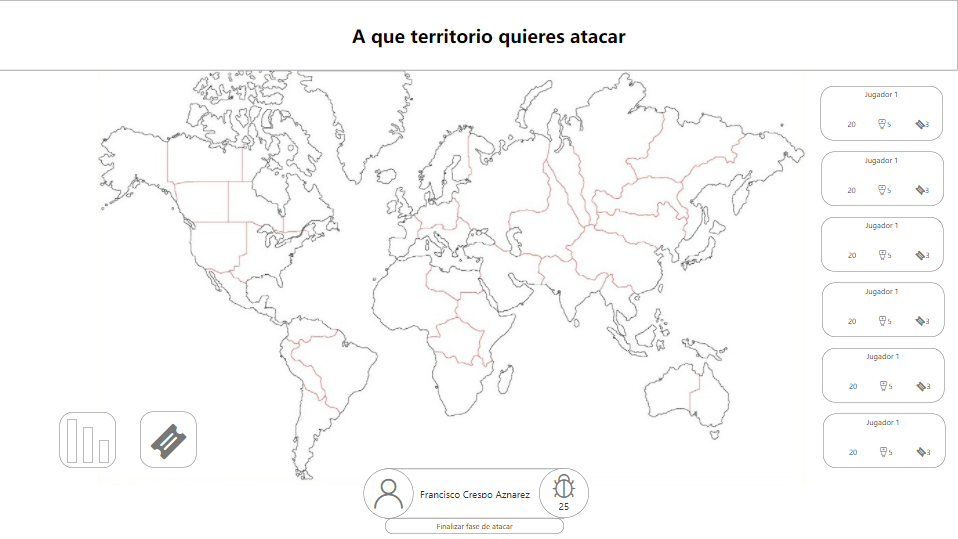 A que territorio quieres atacar
Jugador 1
20 5 3
Jugador 1
20 5 3
Jugador 1
20 5 3
Jugador 1
20 5 3
Jugador 1
20 5 3
Jugador 1
20 5 3
Francisco Crespo Aznarez
25
Finalizar fase de atacar